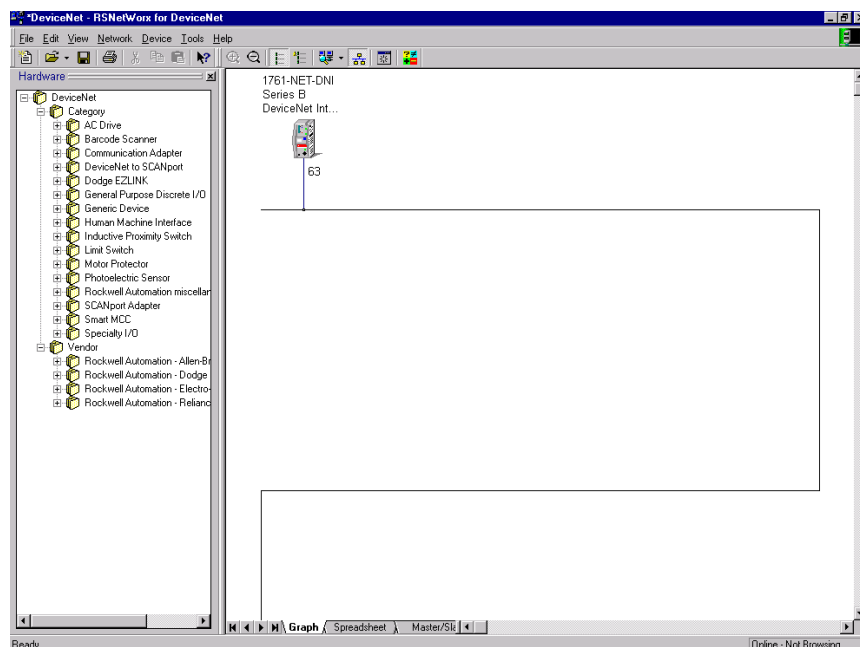 *DeviceNet - RSNetWorx for DeviceNet
File Edit View Network Device Tools Help
Hardware
DeviceNet
Category
AC Drive
Barcode Scanner
Communication Adapter
DeviceNet to SCANport
Dodge EZLINK
General Purpose Discrete I/O
Generic Device
Human Machine Interface
Inductive Proximity Switch
Limit Switch
Motor Protector
Photoelectric Sensor
Rockwell Automation miscellar
SCANport Adapter
Smart MCC
Specialty I/O
Vendor
Rockwell Automation - Allen-Br
Rockwell Automation - Dodge
Rockwell Automation - Electro-
Rockwell Automation - Relianc
1761-NET-DNI
Series B
DeviceNet Int...
63
Graph Spreadsheet Master/Sla
Ready
Online - Not Browsing